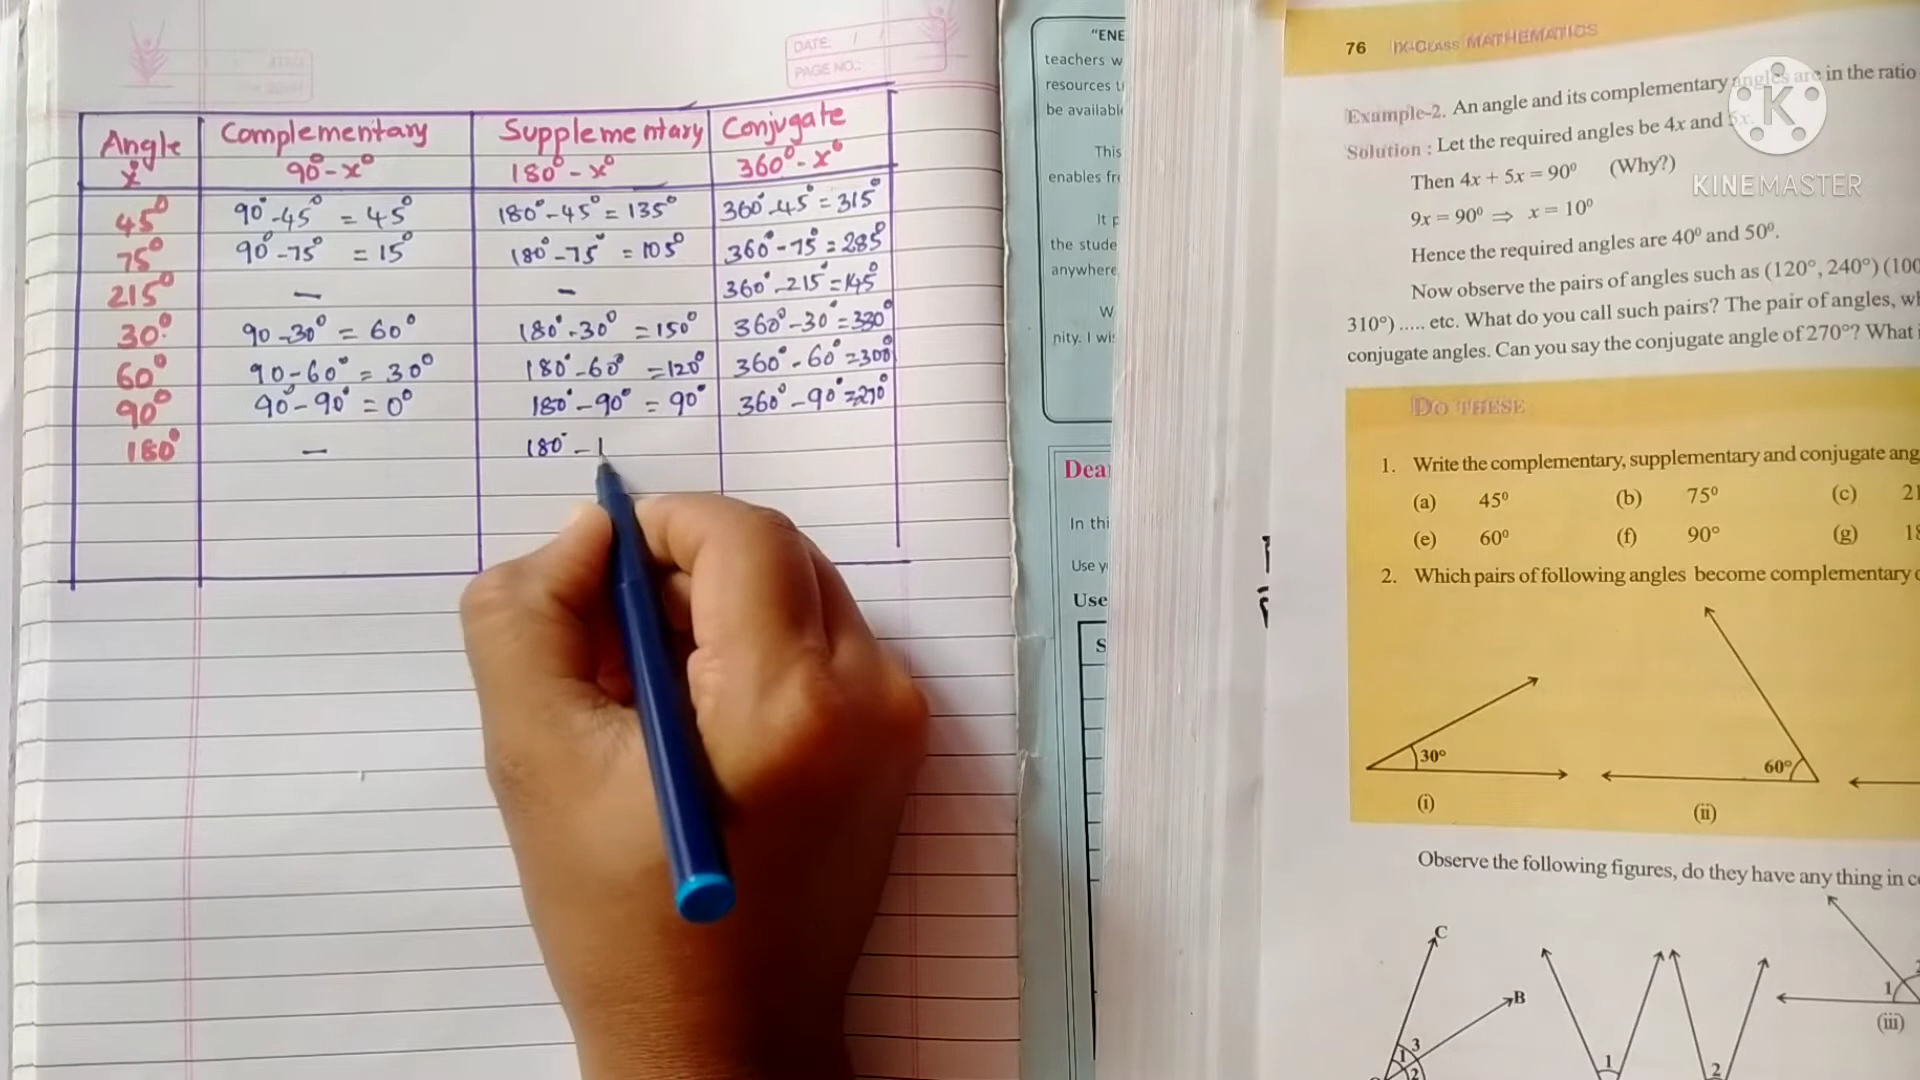 DATE: / /
PAGE NO.:
Angle x° Complementary 90° - x° Supplementary 180° - x° Conjugate 360° - x°
45° 90° - 45° = 45° 180° - 45° = 135° 360° - 45° = 315°
75° 90° - 75° = 15° 180° - 75° = 105° 360° - 75° = 285°
215° — — 360° - 215° = 145°
30° 90 - 30° = 60° 180° - 30° = 150° 360° - 30° = 330°
60° 90 - 60° = 30° 180° - 60° = 120° 360° - 60° = 300°
90° 90° - 90° = 0° 180° - 90° = 90° 360° - 90° = 270°
180° — 180° - 1
"ENE
teachers w
resources t
be availabl
This
enables fr
It p
the stude
anywhere
W
nity. I wi
Dea
In thi
Use y
Use
S
76 IX-CLASS MATHEMATICS
Example-2. An angle and its complementary angles are in the ratio
Solution : Let the required angles be 4x and 5x.
Then 4x + 5x = 90° (Why?)
9x = 90° ⇒ x = 10°
Hence the required angles are 40° and 50°.
Now observe the pairs of angles such as (120°, 240°) (100
310°) ..... etc. What do you call such pairs? The pair of angles, w
conjugate angles. Can you say the conjugate angle of 270°? What i
DO THESE
1. Write the complementary, supplementary and conjugate ang
(a) 45° (b) 75° (c) 21
(e) 60° (f) 90° (g) 18
2. Which pairs of following angles become complementary o
30° 60°
(i) (ii)
Observe the following figures, do they have any thing in c
C
B
3
1
2
1
2
1
(iii)
K
KINEMASTER